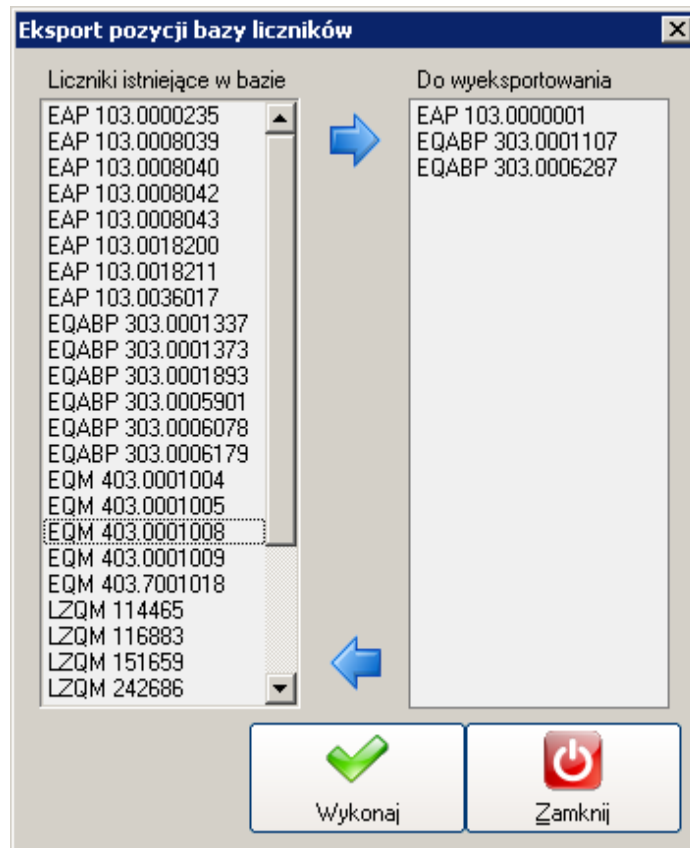 Eksport pozycji bazy liczników
Liczniki istniejące w bazie
EAP 103.0000235
EAP 103.0008039
EAP 103.0008040
EAP 103.0008042
EAP 103.0008043
EAP 103.0018200
EAP 103.0018211
EAP 103.0036017
EQABP 303.0001337
EQABP 303.0001373
EQABP 303.0001893
EQABP 303.0005901
EQABP 303.0006078
EQABP 303.0006179
EQM 403.0001004
EQM 403.0001005
EQM 403.0001008
EQM 403.0001009
EQM 403.7001018
LZQM 114465
LZQM 116883
LZQM 151659
LZQM 242686
Do wyeksportowania
EAP 103.0000001
EQABP 303.0001107
EQABP 303.0006287
Wykonaj
Zamknij